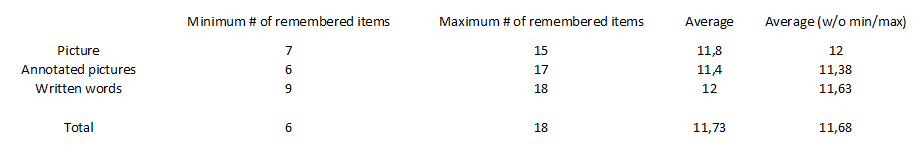 Minimum # of remembered items Maximum # of remembered items Average Average (w/o min/max)
Picture 7 15 11,8 12
Annotated pictures 6 17 11,4 11,38
Written words 9 18 12 11,63
Total 6 18 11,73 11,68